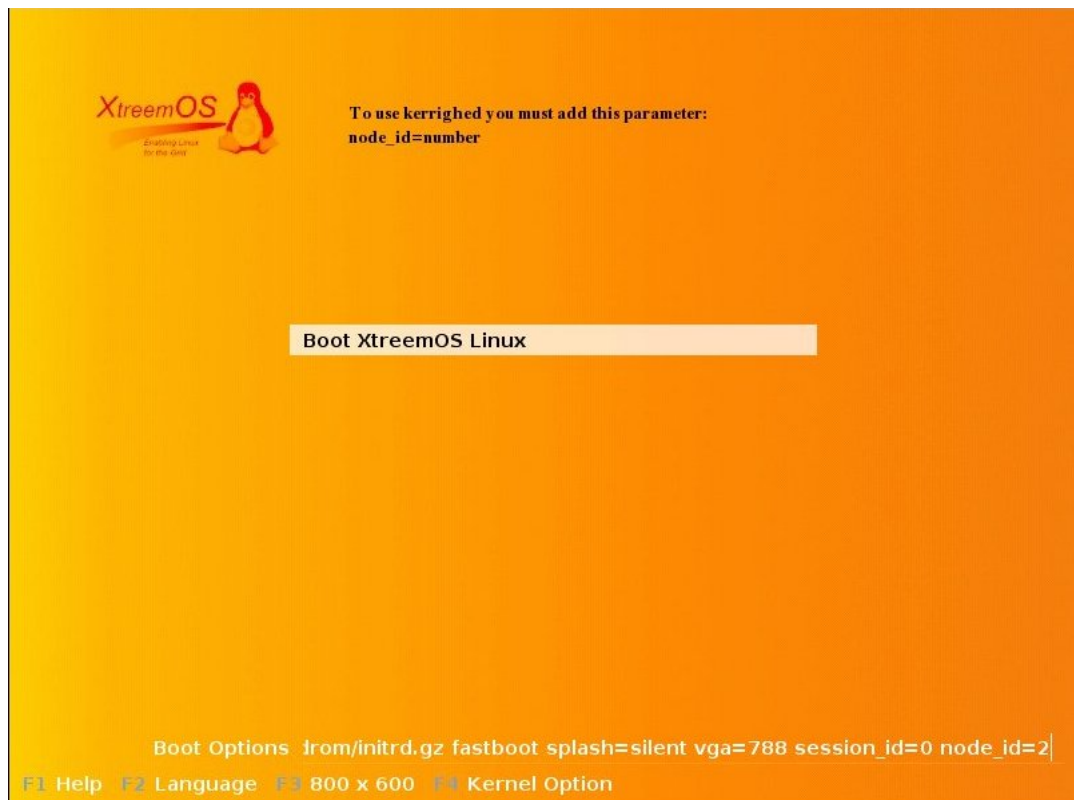 XtreemOS
Enabling Linux
for the Grid
To use kerrighed you must add this parameter:
node_id=number
Boot XtreemOS Linux
Boot Options drom/initrd.gz fastboot splash=silent vga=788 session_id=0 node_id=2
F1 Help F2 Language F3 800 x 600 F4 Kernel Option